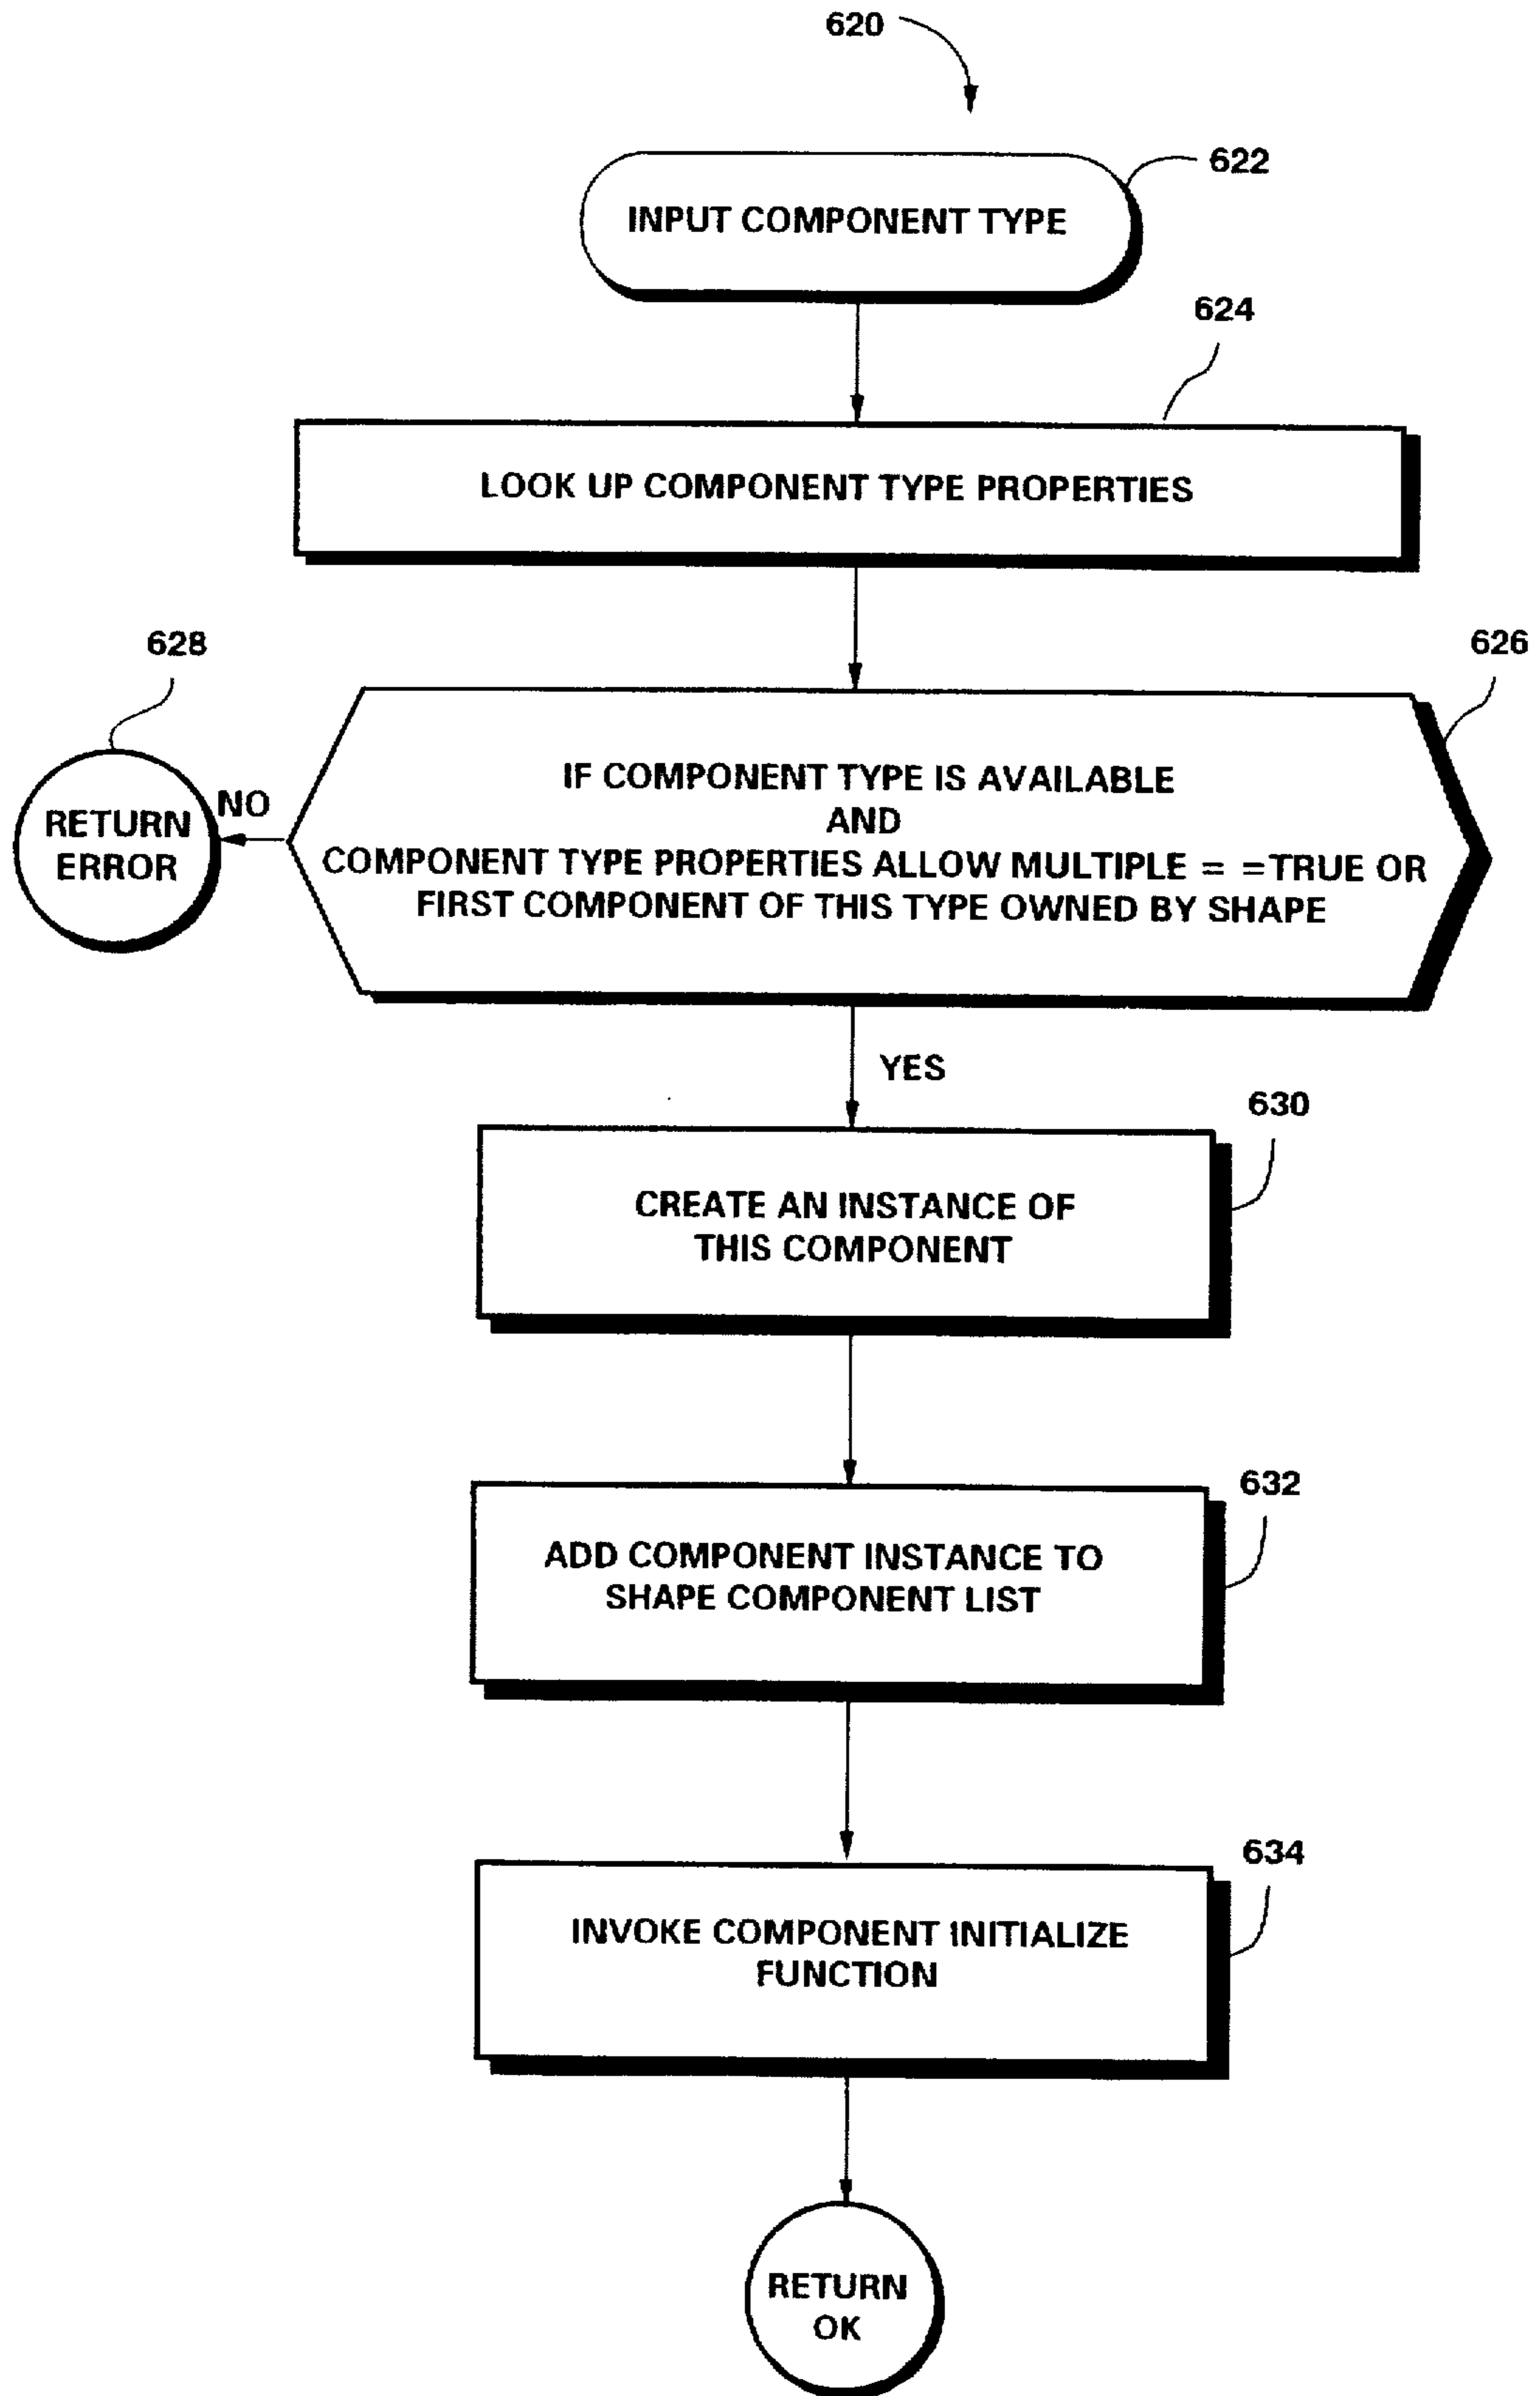 620
622
INPUT COMPONENT TYPE
624
LOOK UP COMPONENT TYPE PROPERTIES
628
626
RETURN
ERROR
NO
IF COMPONENT TYPE IS AVAILABLE
AND
COMPONENT TYPE PROPERTIES ALLOW MULTIPLE = =TRUE OR
FIRST COMPONENT OF THIS TYPE OWNED BY SHAPE
YES
630
CREATE AN INSTANCE OF
THIS COMPONENT
632
ADD COMPONENT INSTANCE TO
SHAPE COMPONENT LIST
634
INVOKE COMPONENT INITIALIZE
FUNCTION
RETURN
OK